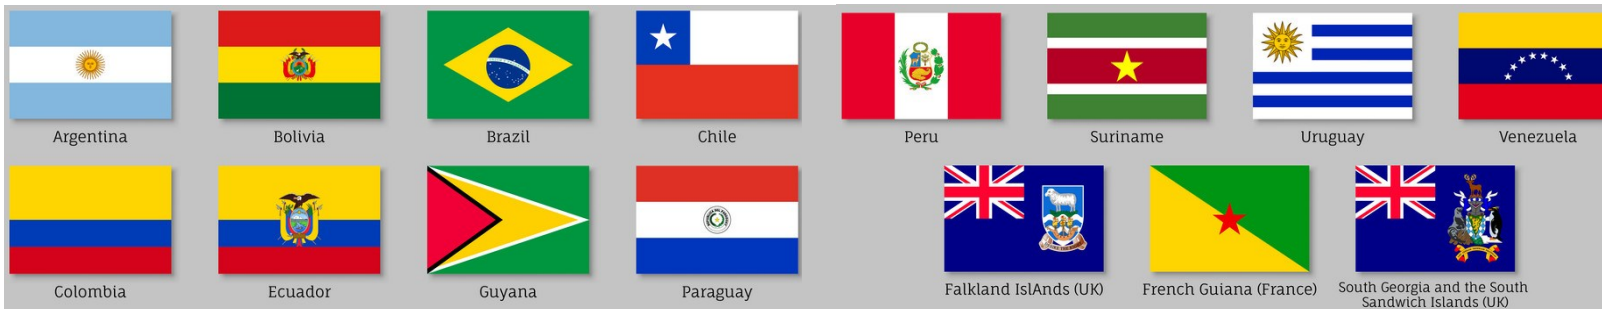 Argentina
Bolivia
Brazil
Chile
Peru
Suriname
Uruguay
Venezuela
Colombia
Ecuador
Guyana
Paraguay
Falkland IslAnds (UK)
French Guiana (France)
South Georgia and the South
Sandwich Islands (UK)